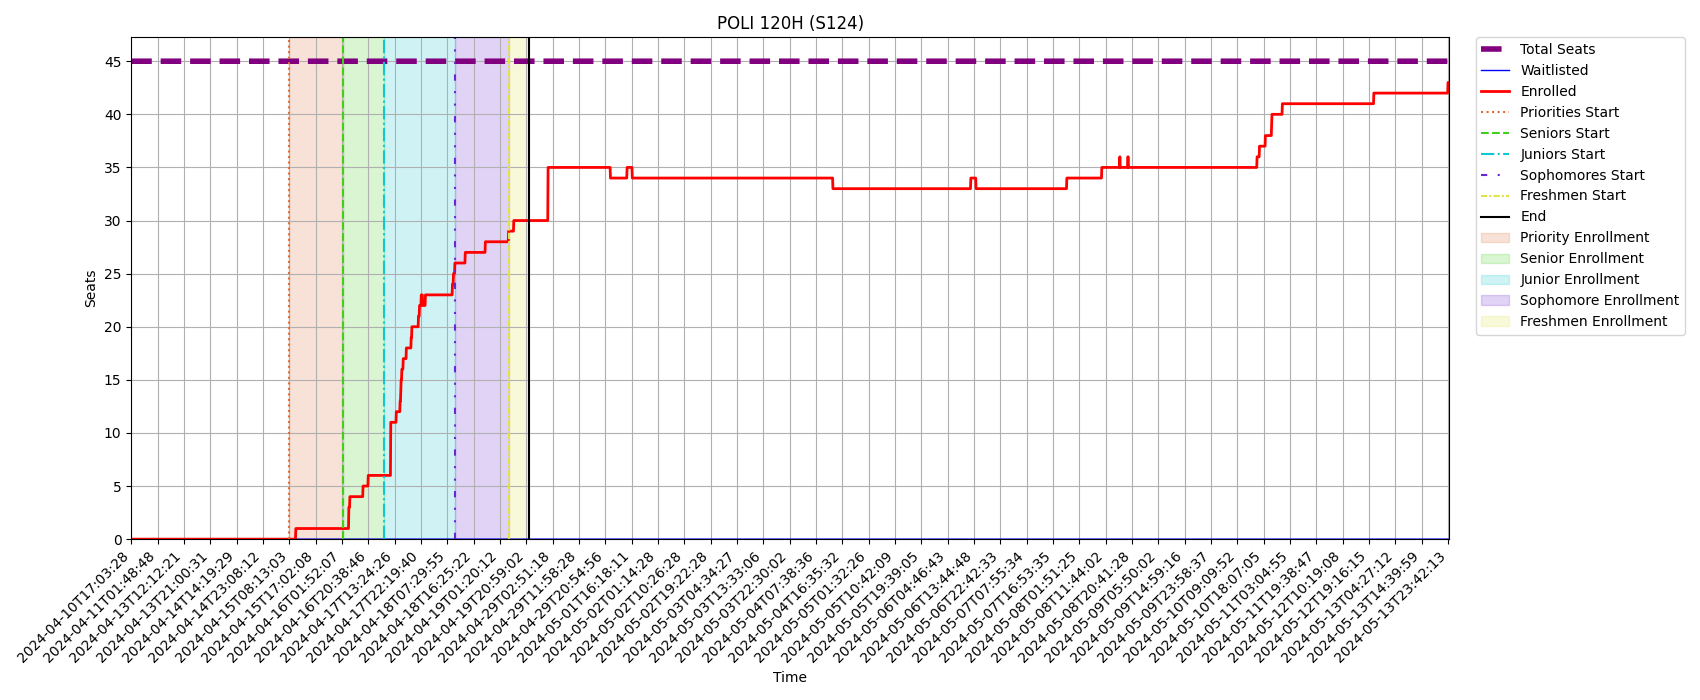 POLI 120H (S124)
Seats
45
40
35
30
25
20
15
10
5
0
2024-04-10T17:03:28
2024-04-11T01:48:48
2024-04-13T12:12:21
2024-04-13T21:00:31
2024-04-14T14:19:29
2024-04-14T23:08:12
2024-04-15T08:13:03
2024-04-15T17:02:08
2024-04-16T01:52:07
2024-04-16T20:38:46
2024-04-17T13:24:26
2024-04-17T22:19:40
2024-04-18T07:29:55
2024-04-18T16:25:22
2024-04-19T01:20:12
2024-04-19T20:59:02
2024-04-29T02:51:18
2024-04-29T11:58:28
2024-04-29T20:54:56
2024-05-01T16:18:11
2024-05-02T01:14:28
2024-05-02T10:26:28
2024-05-02T19:22:28
2024-05-03T04:34:27
2024-05-03T13:33:06
2024-05-03T22:30:02
2024-05-04T07:38:36
2024-05-04T16:35:32
2024-05-05T01:32:26
2024-05-05T10:42:09
2024-05-05T19:39:05
2024-05-06T04:46:43
2024-05-06T13:44:48
2024-05-06T22:42:33
2024-05-07T07:55:34
2024-05-07T16:53:35
2024-05-08T01:51:25
2024-05-08T11:44:02
2024-05-08T20:41:28
2024-05-09T05:50:02
2024-05-09T14:59:16
2024-05-09T23:58:37
2024-05-10T09:09:52
2024-05-10T18:07:05
2024-05-11T03:04:55
2024-05-11T19:38:47
2024-05-12T10:19:08
2024-05-12T19:16:15
2024-05-13T04:27:12
2024-05-13T14:39:59
2024-05-13T23:42:13
Time
Total Seats
Waitlisted
Enrolled
Priorities Start
Seniors Start
Juniors Start
Sophomores Start
Freshmen Start
End
Priority Enrollment
Senior Enrollment
Junior Enrollment
Sophomore Enrollment
Freshmen Enrollment